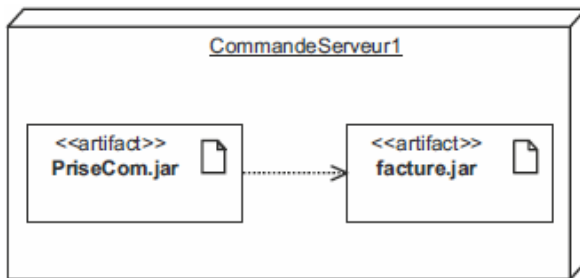 CommandeServeur1
<<artifact>>
PriseCom.jar
<<artifact>>
facture.jar